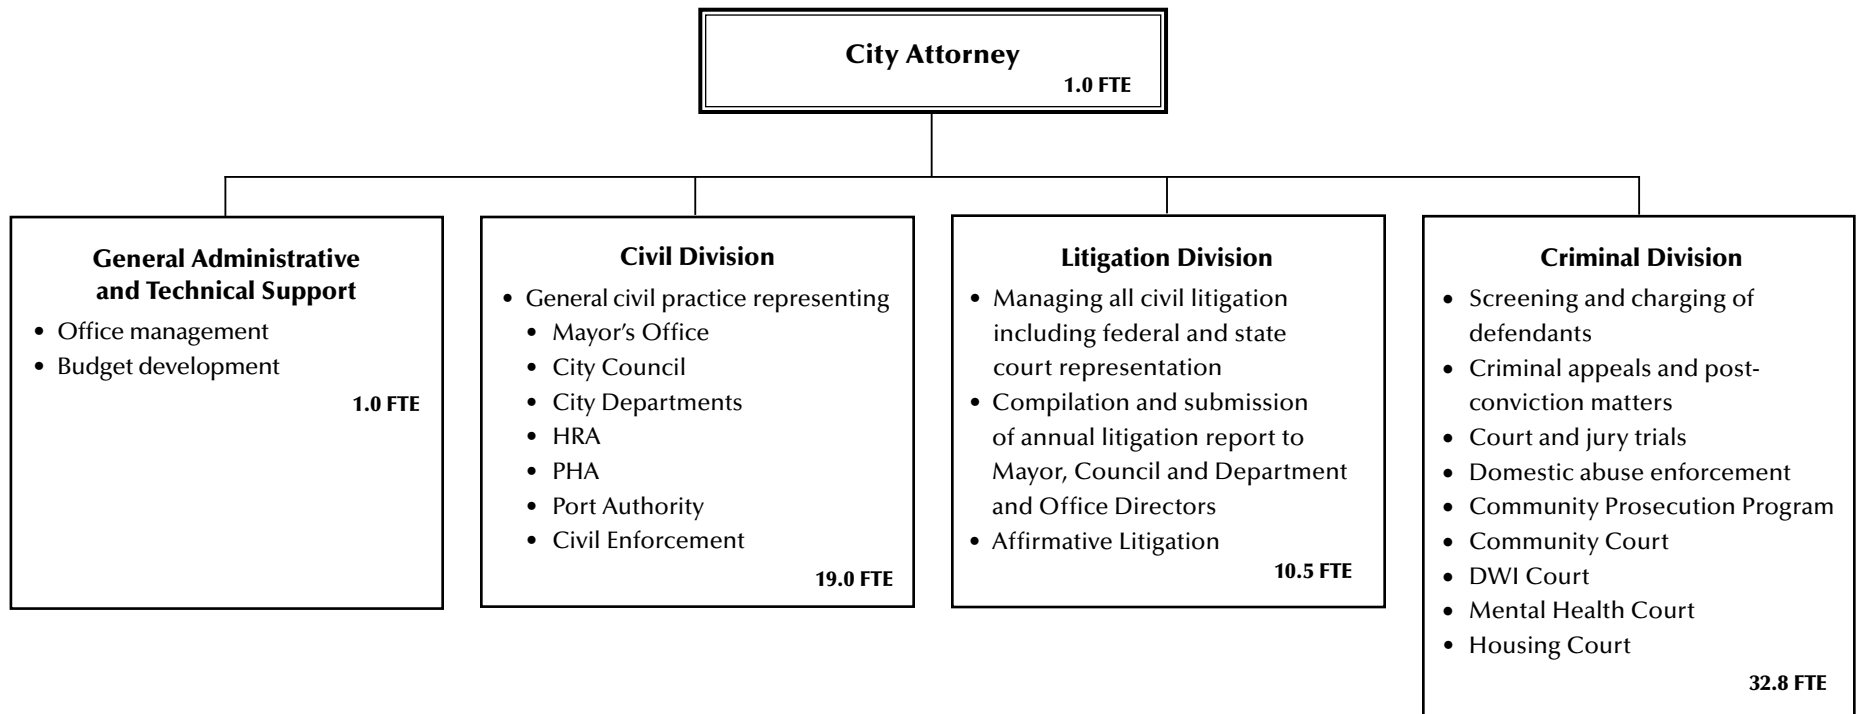 City Attorney
1.0 FTE
General Administrative
and Technical Support
• Office management
• Budget development
1.0 FTE
Civil Division
• General civil practice representing
• Mayor’s Office
• City Council
• City Departments
• HRA
• PHA
• Port Authority
• Civil Enforcement
19.0 FTE
Litigation Division
• Managing all civil litigation
including federal and state
court representation
• Compilation and submission
of annual litigation report to
Mayor, Council and Department
and Office Directors
• Affirmative Litigation
10.5 FTE
Criminal Division
• Screening and charging of
defendants
• Criminal appeals and post-
conviction matters
• Court and jury trials
• Domestic abuse enforcement
• Community Prosecution Program
• Community Court
• DWI Court
• Mental Health Court
• Housing Court
32.8 FTE